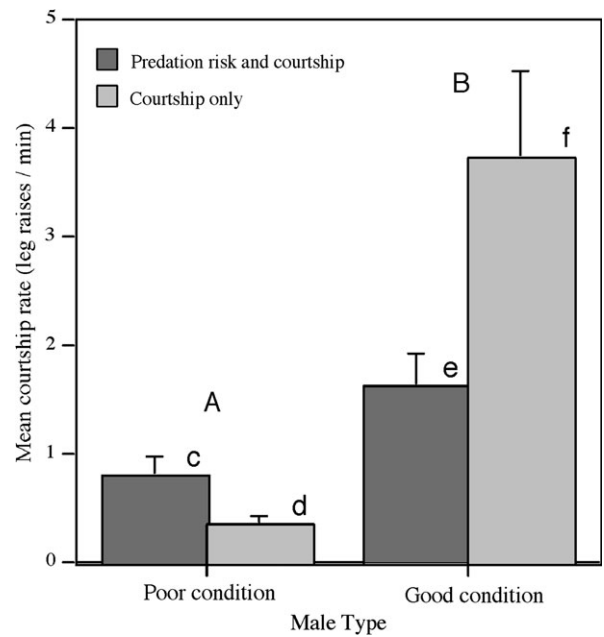 5
Predation risk and courtship
Courtship only
B
f
4
3
2
e
A
1
c
d
0
Poor condition
Good condition
Male Type
Mean courtship rate (leg raises / min)